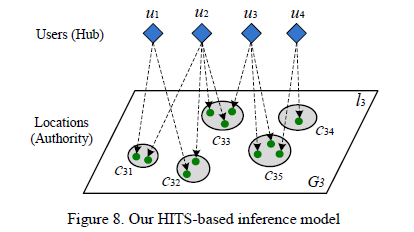 u1 u2 u3 u4
Users (Hub)
l3
Locations
(Authority)
C33
C34
C31
C32
C35
G3
Figure 8. Our HITS-based inference model